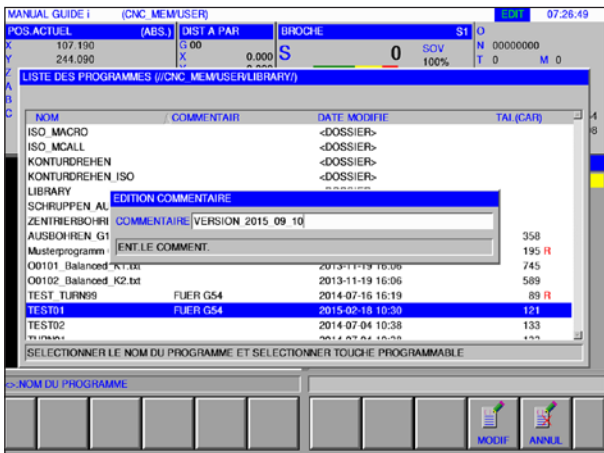 MANUAL GUIDE i (CNC_MEM/USER) EDIT 07:26:49
POS.ACTUEL (ABS.) DIST A PAR BROCHE S1 O
X 107.190 G 00 S 0 SOV N 00000000
Y 244.090 X 0.000 100% T 0 M 0
Z
LISTE DES PROGRAMMES (//CNC_MEM/USER/LIBRARY/)
A
B
C
NOM COMMENTAIR DATE MODIFIE TAI.(CAR)
ISO_MACRO <DOSSIER>
ISO_MCALL <DOSSIER>
KONTURDREHEN <DOSSIER>
KONTURDREHEN_ISO <DOSSIER>
LIBRARY
SCHRUPPEN_AU
EDITION COMMENTAIRE
ZENTRIERBOHRI
COMMENTAIRE VERSION_2015_09_10
AUSBOHREN_G1 358
Musterprogramm 195 R
ENT.LE COMMENT.
O0101_Balanced_K1.txt 2013-11-19 16:06 745
O0102_Balanced_K2.txt 2013-11-19 16:06 589
TEST_TURN99 FUER G54 2014-07-16 16:19 89 R
TEST01 FUER G54 2015-02-18 10:30 121
TEST02 2014-07-04 10:38 133
SELECTIONNER LE NOM DU PROGRAMME ET SELECTIONNER TOUCHE PROGRAMMABLE
<>:NOM DU PROGRAMME
MODIF ANNUL